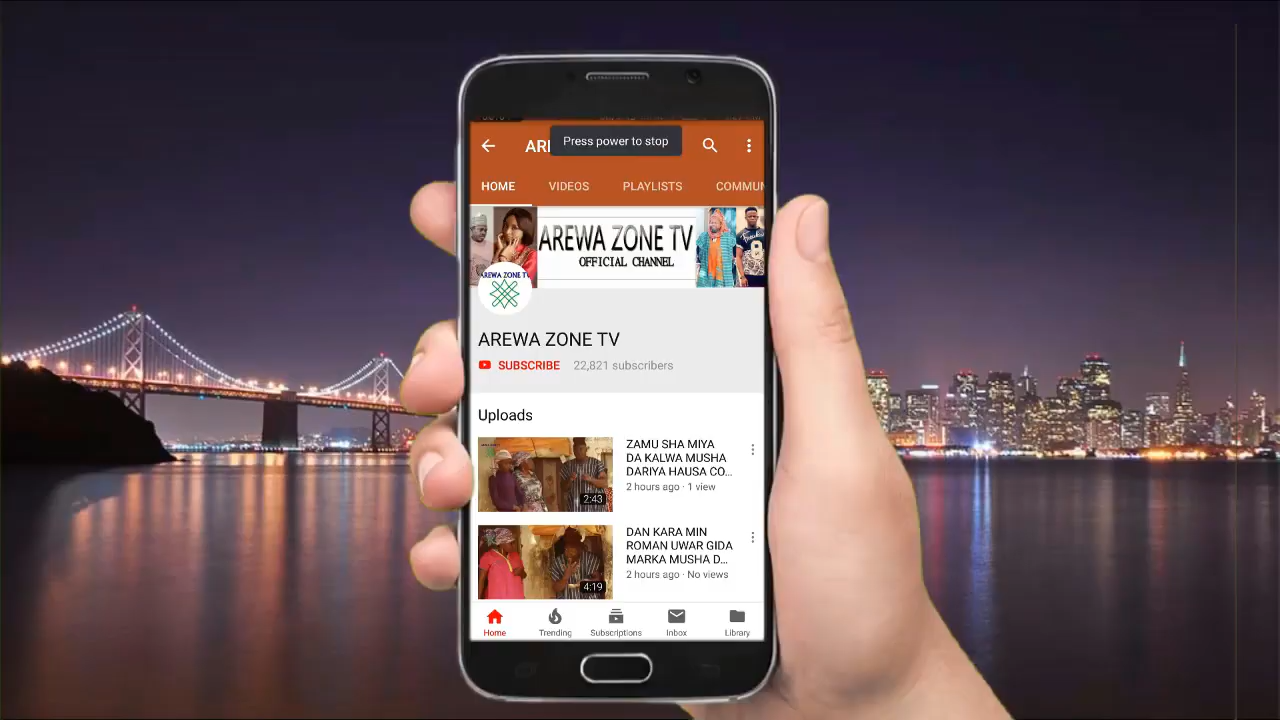 Press power to stop
ARE
HOME VIDEOS PLAYLISTS COMMUN
AREWA ZONE TV
OFFICIAL CHANNEL
AREWA ZONE TV
AREWA ZONE TV
SUBSCRIBE 22,821 subscribers
Uploads
ZAMU SHA MIYA
DA KALWA MUSHA
DARIYA HAUSA CO...
2 hours ago · 1 view
2:43
DAN KARA MIN
ROMAN UWAR GIDA
MARKA MUSHA D...
2 hours ago · No views
4:19
Home Trending Subscriptions Inbox Library